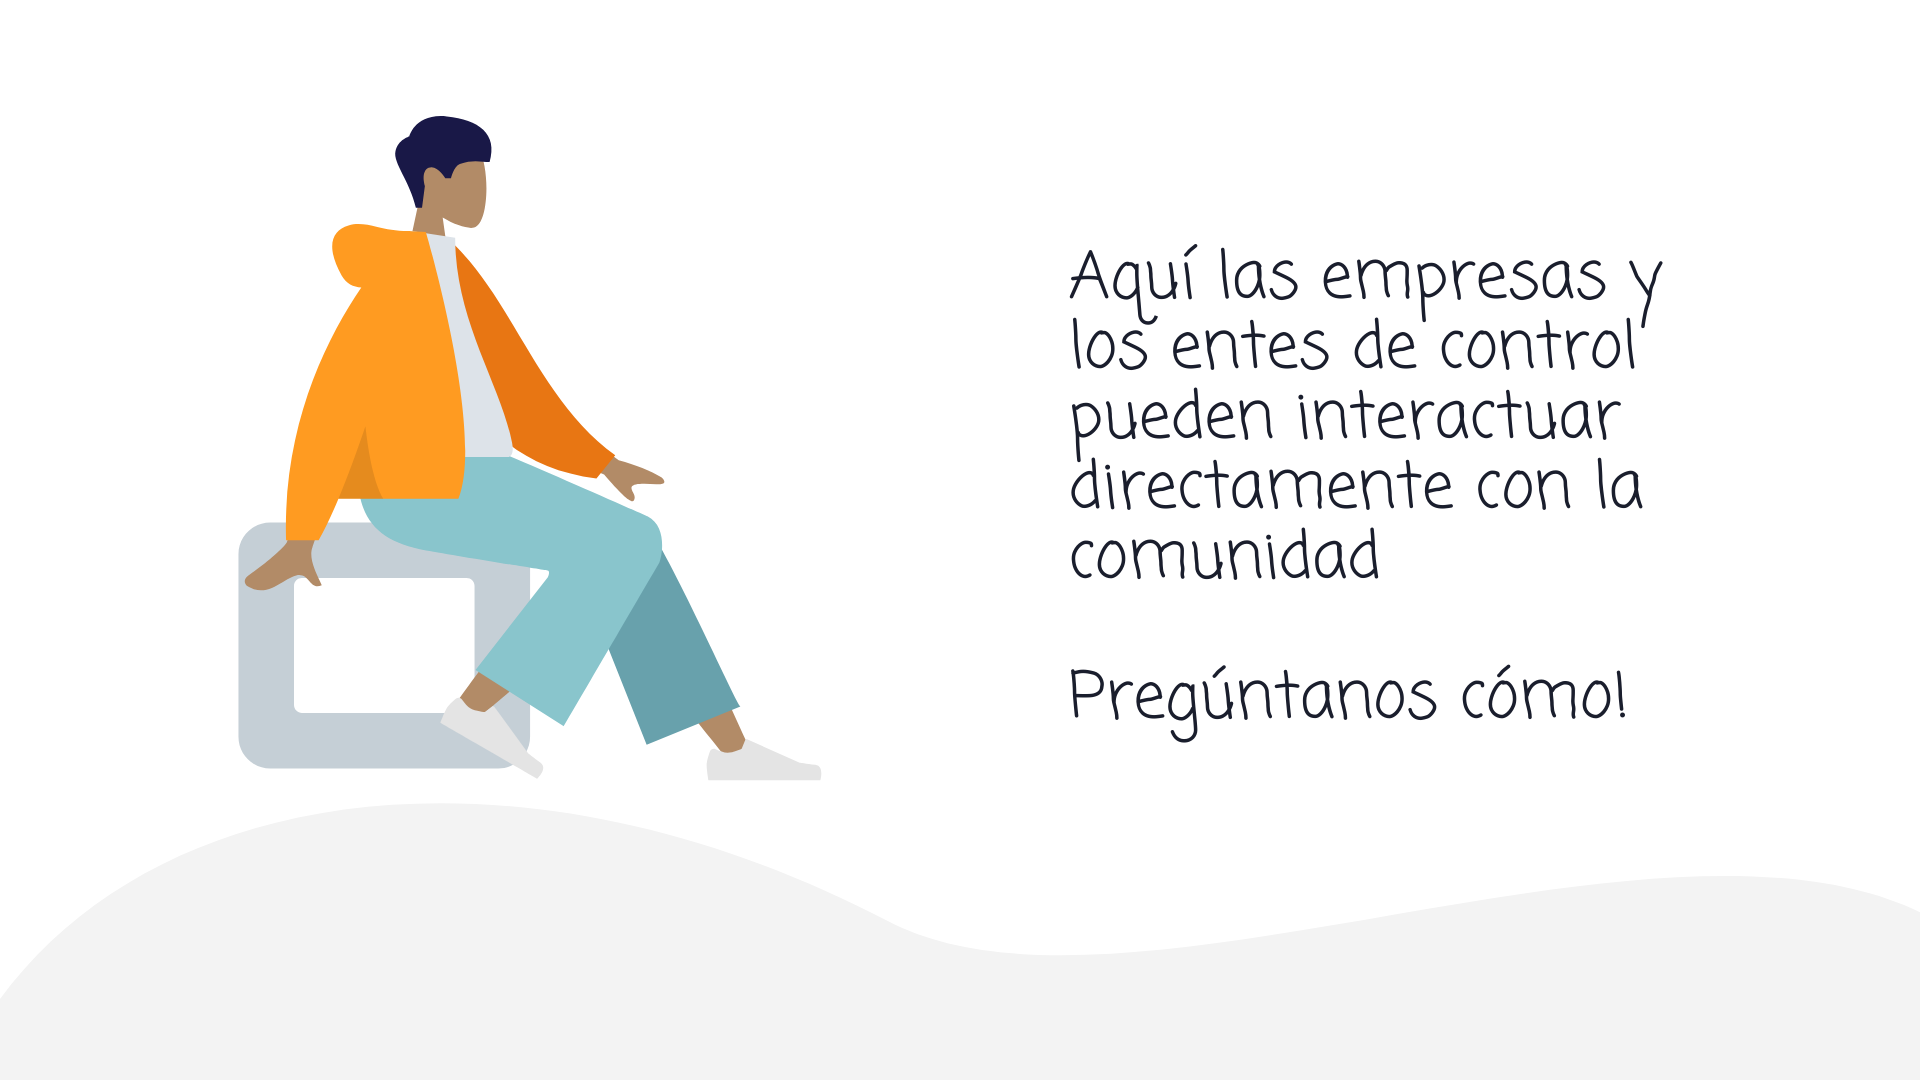 Aquí las empresas y
los entes de control
pueden interactuar
directamente con la
comunidad
Pregúntanos cómo!